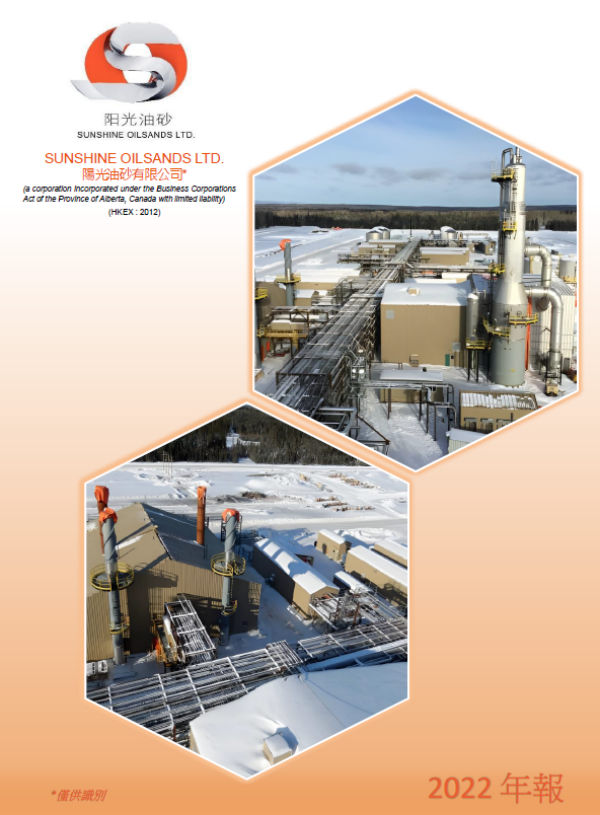 阳光油砂
SUNSHINE OILSANDS LTD.
SUNSHINE OILSANDS LTD.
陽光油砂有限公司*
(a corporation incorporated under the Business Corporations
Act of the Province of Alberta, Canada with limited liability)
(HKEX : 2012)
*僅供識別
2022 年報